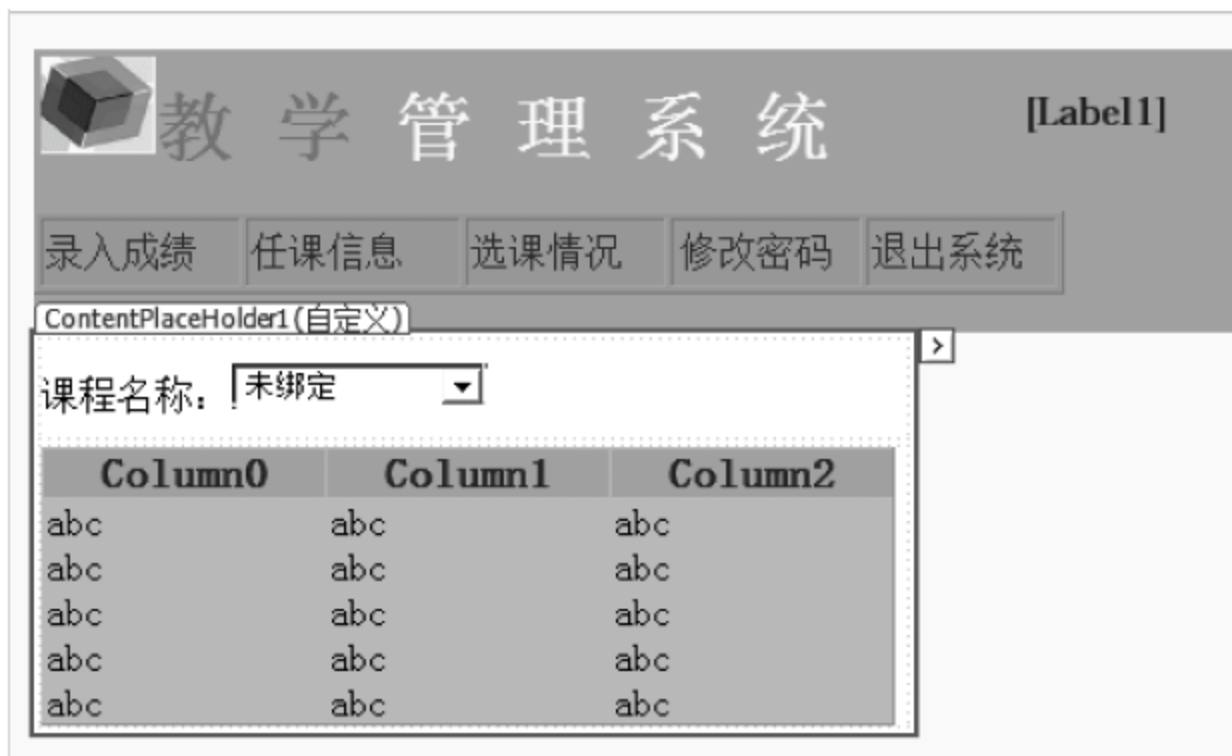 教 学 管 理 系 统
[Label1]
录入成绩 任课信息 选课情况 修改密码 退出系统
ContentPlaceHolder1(自定义)
>
课程名称: 未绑定
Column0 Column1 Column2
abc abc abc
abc abc abc
abc abc abc
abc abc abc
abc abc abc